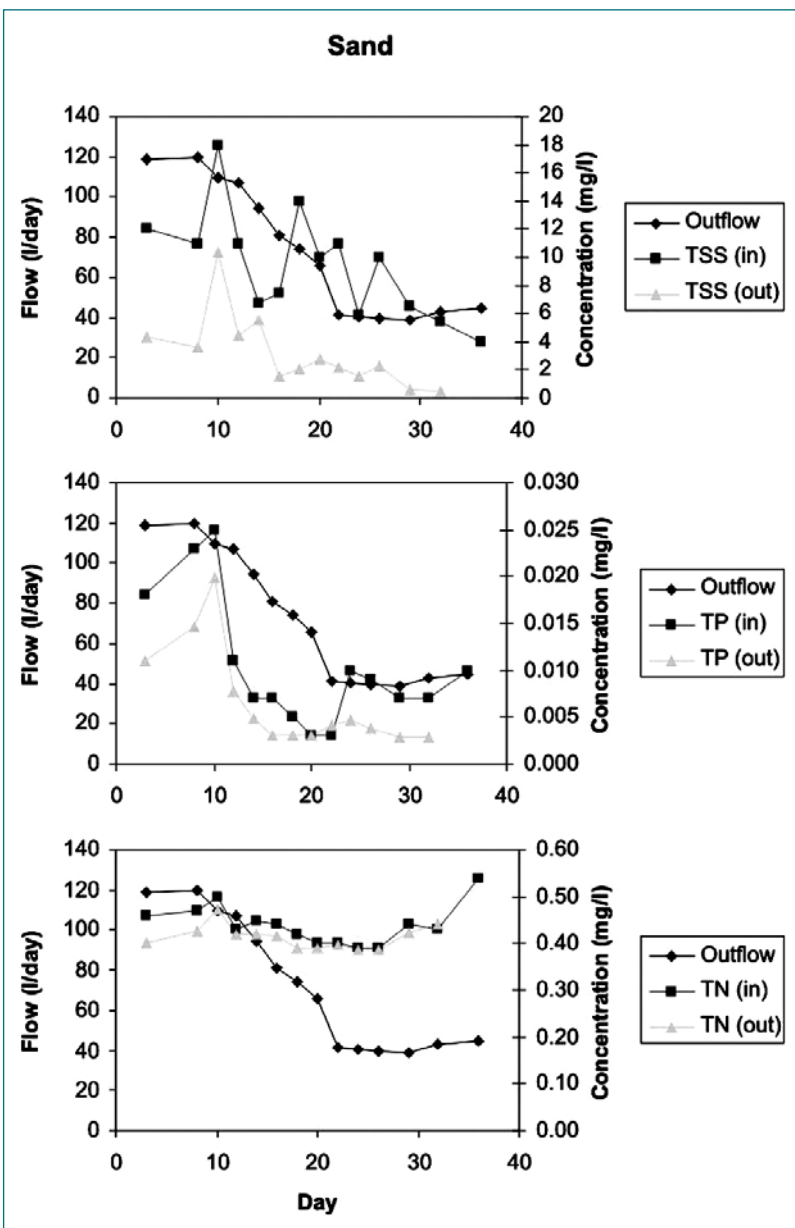 Sand
140
120
100
80
60
40
20
0
Flow (l/day)
20
18
16
14
12
10
8
6
4
2
0
Concentration (mg/l)
0 10 20 30 40
Outflow
TSS (in)
TSS (out)
140
120
100
80
60
40
20
0
Flow (l/day)
0.030
0.025
0.020
0.015
0.010
0.005
0.000
Concentration (mg/l)
0 10 20 30 40
Outflow
TP (in)
TP (out)
140
120
100
80
60
40
20
0
Flow (l/day)
0.60
0.50
0.40
0.30
0.20
0.10
0.00
Concentration (mg/l)
0 10 20 30 40
Day
Outflow
TN (in)
TN (out)